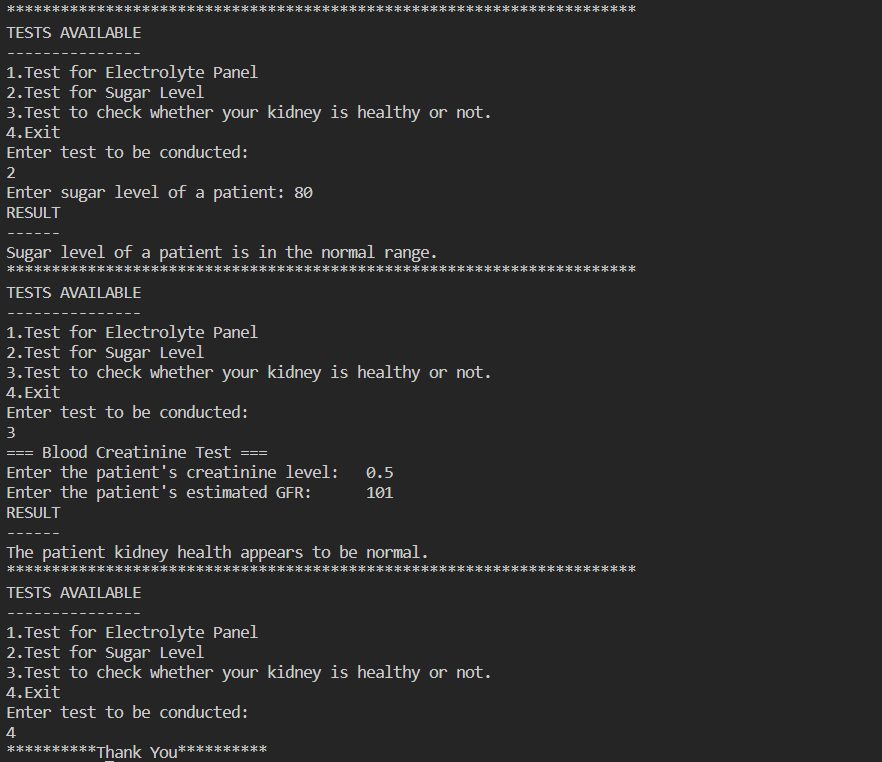 **********************************************************************
TESTS AVAILABLE
---------------
1.Test for Electrolyte Panel
2.Test for Sugar Level
3.Test to check whether your kidney is healthy or not.
4.Exit
Enter test to be conducted:
2
Enter sugar level of a patient: 80
RESULT
------
Sugar level of a patient is in the normal range.
**********************************************************************
TESTS AVAILABLE
---------------
1.Test for Electrolyte Panel
2.Test for Sugar Level
3.Test to check whether your kidney is healthy or not.
4.Exit
Enter test to be conducted:
3
=== Blood Creatinine Test ===
Enter the patient's creatinine level:   0.5
Enter the patient's estimated GFR:      101
RESULT
------
The patient kidney health appears to be normal.
**********************************************************************
TESTS AVAILABLE
---------------
1.Test for Electrolyte Panel
2.Test for Sugar Level
3.Test to check whether your kidney is healthy or not.
4.Exit
Enter test to be conducted:
4
**********Thank You**********